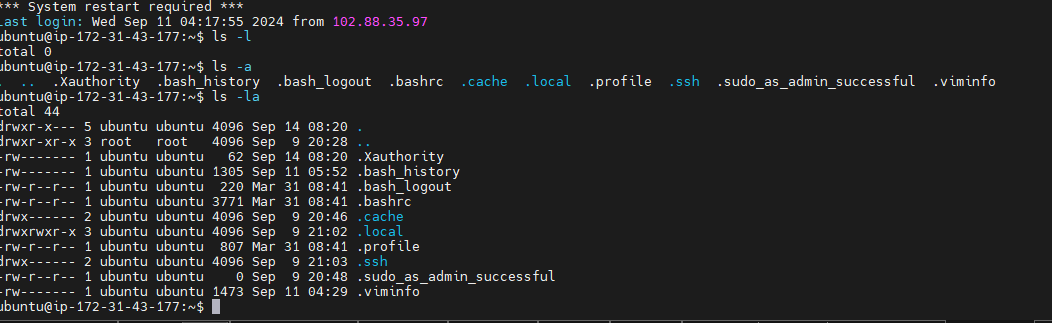 *** System restart required ***
Last login: Wed Sep 11 04:17:55 2024 from 102.88.35.97
ubuntu@ip-172-31-43-177:~$ ls -l
total 0
ubuntu@ip-172-31-43-177:~$ ls -a
.  ..  .Xauthority  .bash_history  .bash_logout  .bashrc  .cache  .local  .profile  .ssh  .sudo_as_admin_successful  .viminfo
ubuntu@ip-172-31-43-177:~$ ls -la
total 44
drwxr-x--- 5 ubuntu ubuntu 4096 Sep 14 08:20 .
drwxr-xr-x 3 root   root   4096 Sep  9 20:28 ..
-rw------- 1 ubuntu ubuntu   62 Sep 14 08:20 .Xauthority
-rw------- 1 ubuntu ubuntu 1305 Sep 11 05:52 .bash_history
-rw-r--r-- 1 ubuntu ubuntu  220 Mar 31 08:41 .bash_logout
-rw-r--r-- 1 ubuntu ubuntu 3771 Mar 31 08:41 .bashrc
drwx------ 2 ubuntu ubuntu 4096 Sep  9 20:46 .cache
drwxrwxr-x 3 ubuntu ubuntu 4096 Sep  9 21:02 .local
-rw-r--r-- 1 ubuntu ubuntu  807 Mar 31 08:41 .profile
drwx------ 2 ubuntu ubuntu 4096 Sep  9 21:03 .ssh
-rw-r--r-- 1 ubuntu ubuntu    0 Sep  9 20:48 .sudo_as_admin_successful
-rw------- 1 ubuntu ubuntu 1473 Sep 11 04:29 .viminfo
ubuntu@ip-172-31-43-177:~$